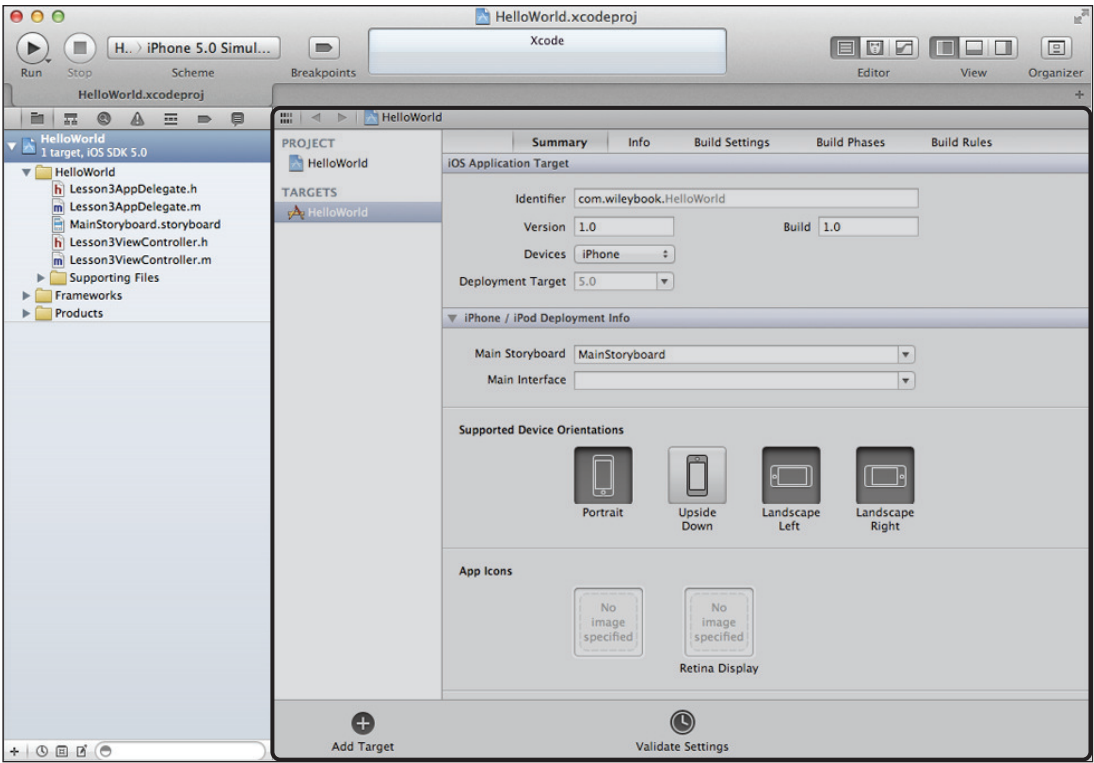 HelloWorld.xcodeproj
H.. › iPhone 5.0 Simul...
Xcode
Run
Stop
Scheme
Breakpoints
Editor
View
Organizer
HelloWorld.xcodeproj
HelloWorld
1 target, iOS SDK 5.0
HelloWorld
h Lesson3AppDelegate.h
m Lesson3AppDelegate.m
MainStoryboard.storyboard
h Lesson3ViewController.h
m Lesson3ViewController.m
Supporting Files
Frameworks
Products
HelloWorld
PROJECT
HelloWorld
TARGETS
HelloWorld
Summary
Info
Build Settings
Build Phases
Build Rules
iOS Application Target
Identifier com.wileybook.HelloWorld
Version 1.0 Build 1.0
Devices iPhone
Deployment Target 5.0
iPhone / iPod Deployment Info
Main Storyboard MainStoryboard
Main Interface
Supported Device Orientations
Portrait
Upside
Down
Landscape
Left
Landscape
Right
App Icons
No
image
specified
No
image
specified
Retina Display
Add Target
Validate Settings